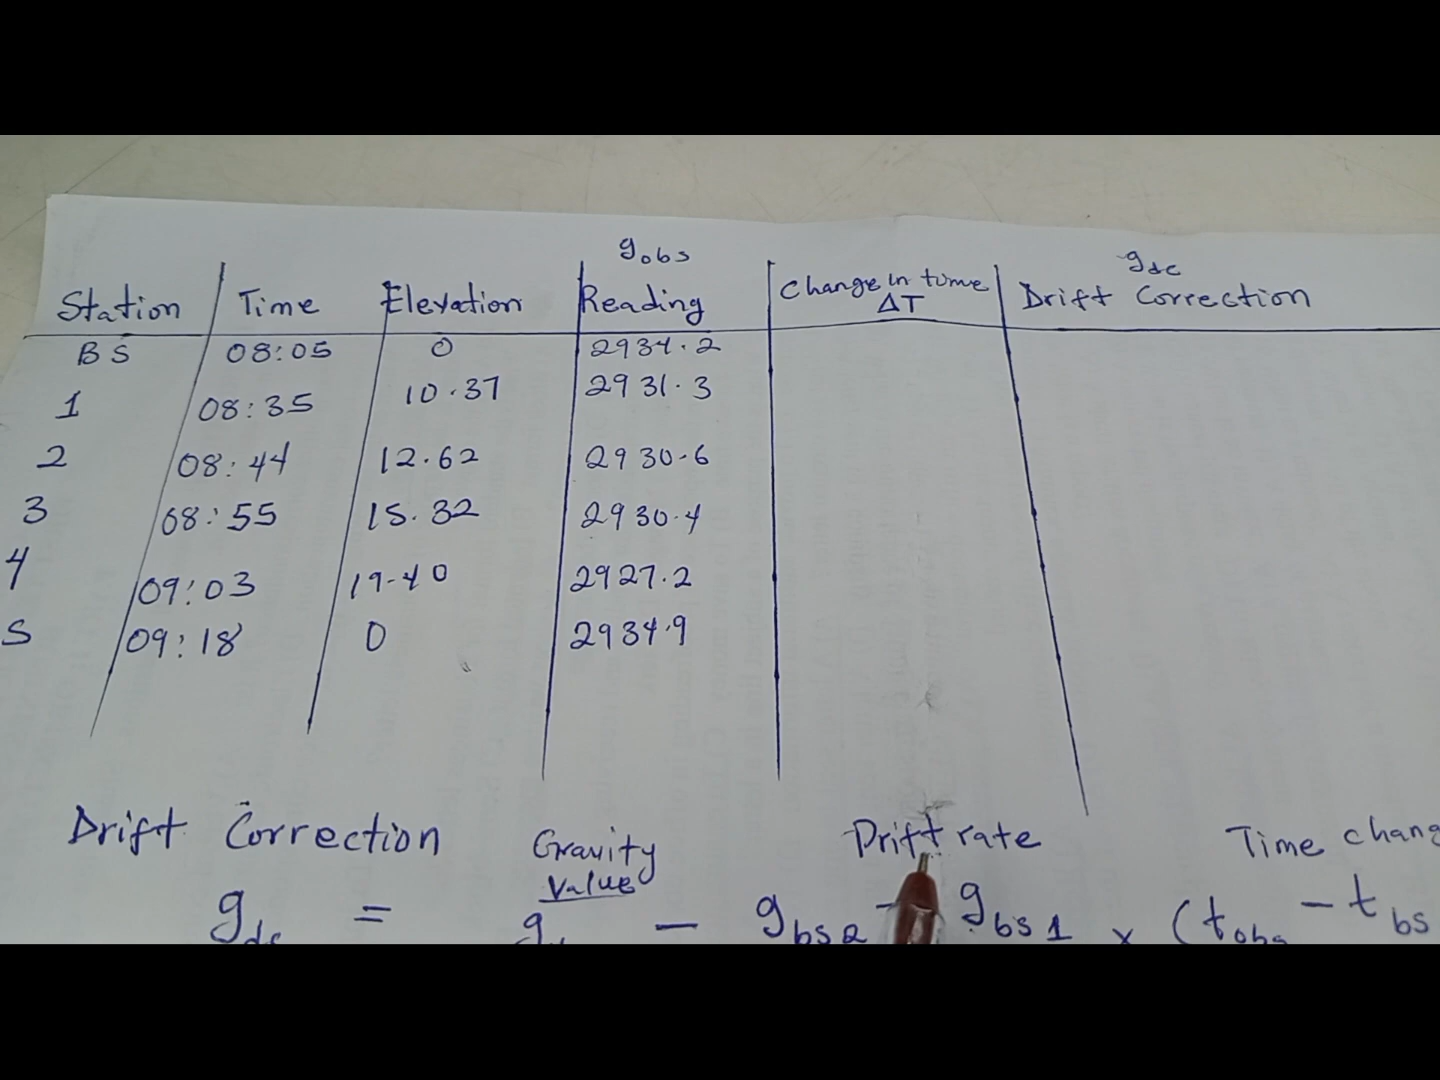 gobs gdc
Station Time Elevation Reading Change in time ΔT Drift Correction
BS 08:05 0 2934.2
1 08:35 10.37 2931.3
2 08:44 12.62 2930.6
3 08:55 15.32 2930.4
4 09:03 19.40 2927.2
S 09:18 0 2934.9
Drift Correction Gravity Value Drift rate Time chang
gdc = g - gbs2 - gbs1 x (tobs - tbs